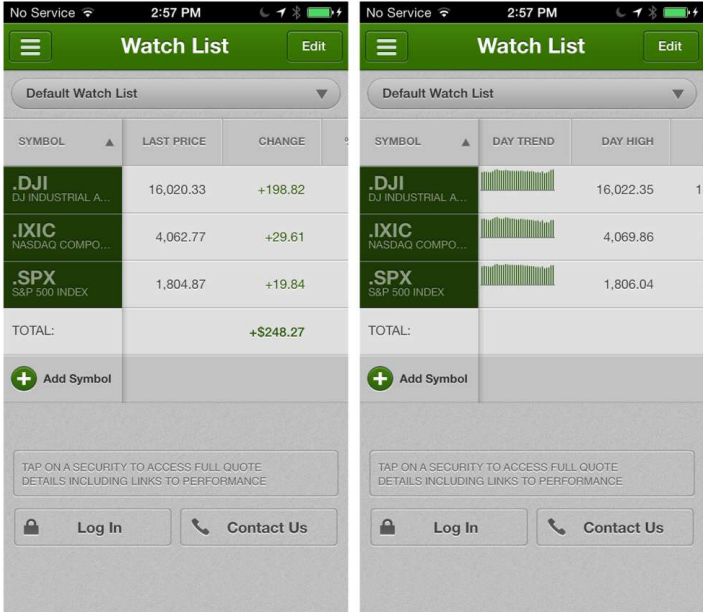 No Service 2:57 PM
Watch List Edit
Default Watch List
SYMBOL LAST PRICE CHANGE
.DJI
DJ INDUSTRIAL A... 16,020.33 +198.82
.IXIC
NASDAQ COMPO... 4,062.77 +29.61
.SPX
S&P 500 INDEX 1,804.87 +19.84
TOTAL: +$248.27
Add Symbol
TAP ON A SECURITY TO ACCESS FULL QUOTE
DETAILS INCLUDING LINKS TO PERFORMANCE
Log In Contact Us
No Service 2:57 PM
Watch List Edit
Default Watch List
SYMBOL DAY TREND DAY HIGH
.DJI
DJ INDUSTRIAL A... 16,022.35 1
.IXIC
NASDAQ COMPO... 4,069.86
.SPX
S&P 500 INDEX 1,806.04
TOTAL:
Add Symbol
TAP ON A SECURITY TO ACCESS FULL QUOTE
DETAILS INCLUDING LINKS TO PERFORMANCE
Log In Contact Us